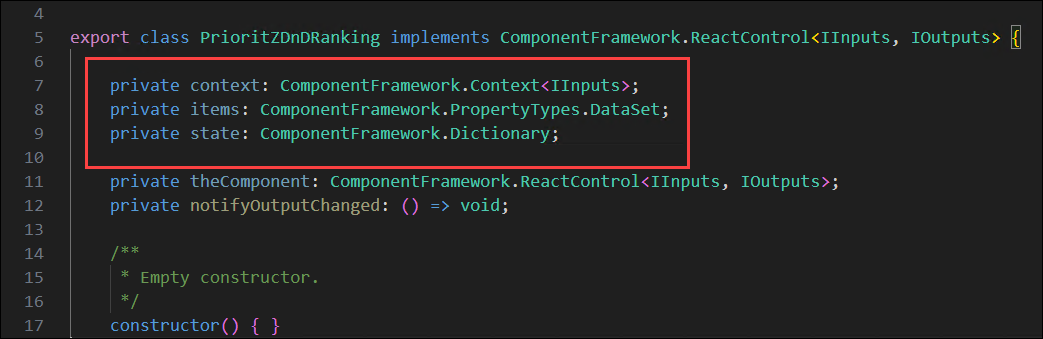 4
5 export class PrioritZDnDRanking implements ComponentFramework.ReactControl<IInputs, IOutputs> {
6
7 private context: ComponentFramework.Context<IInputs>;
8 private items: ComponentFramework.PropertyTypes.DataSet;
9 private state: ComponentFramework.Dictionary;
10
11 private theComponent: ComponentFramework.ReactControl<IInputs, IOutputs>;
12 private notifyOutputChanged: () => void;
13
14 /**
15 * Empty constructor.
16 */
17 constructor() { }